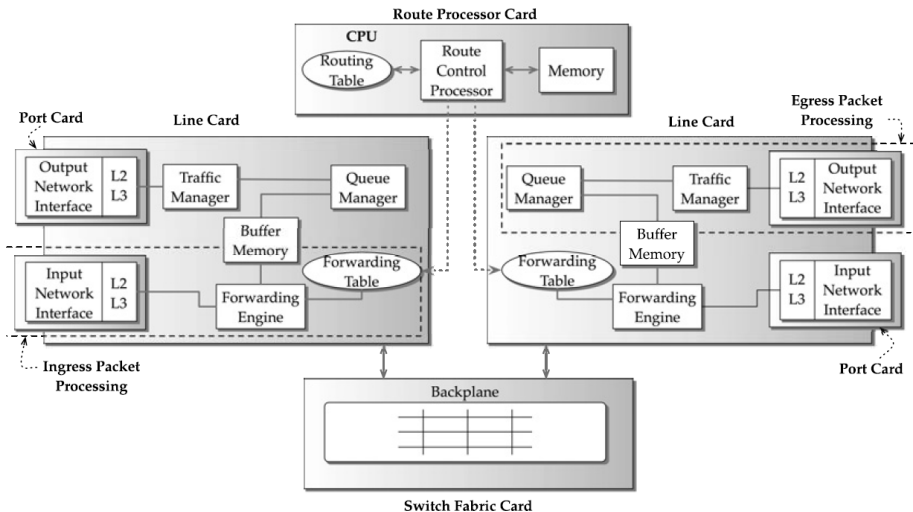 Route Processor Card
CPU
Routing
Table
Route
Control
Processor
Memory
Port Card
Line Card
Output
Network
Interface
L2
L3
Traffic
Manager
Queue
Manager
Buffer
Memory
Input
Network
Interface
L2
L3
Forwarding
Engine
Forwarding
Table
Ingress Packet
Processing
Line Card
Egress Packet
Processing
Queue
Manager
Traffic
Manager
L2
L3
Output
Network
Interface
Buffer
Memory
Forwarding
Table
Forwarding
Engine
L2
L3
Input
Network
Interface
Port Card
Backplane
Switch Fabric Card